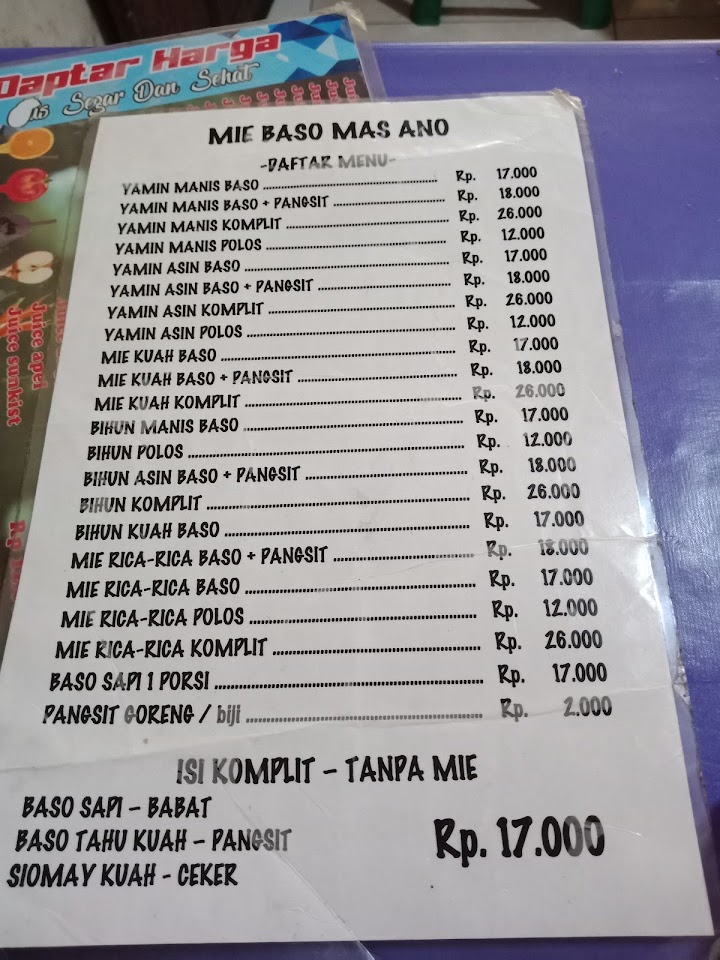 Daptar Harga
Segar Dan Sehat
Juice apel
Juice sunkist
MIE BASO MAS ANO
-DAFTAR MENU-
YAMIN MANIS BASO Rp. 17.000
YAMIN MANIS BASO + PANGSIT Rp. 18.000
YAMIN MANIS KOMPLIT Rp. 26.000
YAMIN MANIS POLOS Rp. 12.000
YAMIN ASIN BASO Rp. 17.000
YAMIN ASIN BASO + PANGSIT Rp. 18.000
YAMIN ASIN KOMPLIT Rp. 26.000
YAMIN ASIN POLOS Rp. 12.000
MIE KUAH BASO Rp. 17.000
MIE KUAH BASO + PANGSIT Rp. 18.000
MIE KUAH KOMPLIT Rp. 26.000
BIHUN MANIS BASO Rp. 17.000
BIHUN POLOS Rp. 12.000
BIHUN ASIN BASO + PANGSIT Rp. 18.000
BIHUN KOMPLIT Rp. 26.000
BIHUN KUAH BASO Rp. 17.000
MIE RICA-RICA BASO + PANGSIT Rp. 18.000
MIE RICA-RICA BASO Rp. 17.000
MIE RICA-RICA POLOS Rp. 12.000
MIE RICA-RICA KOMPLIT Rp. 26.000
BASO SAPI 1 PORSI Rp. 17.000
PANGSIT GORENG / biji Rp. 2.000
ISI KOMPLIT – TANPA MIE
BASO SAPI – BABAT
BASO TAHU KUAH – PANGSIT Rp. 17.000
SIOMAY KUAH - CEKER